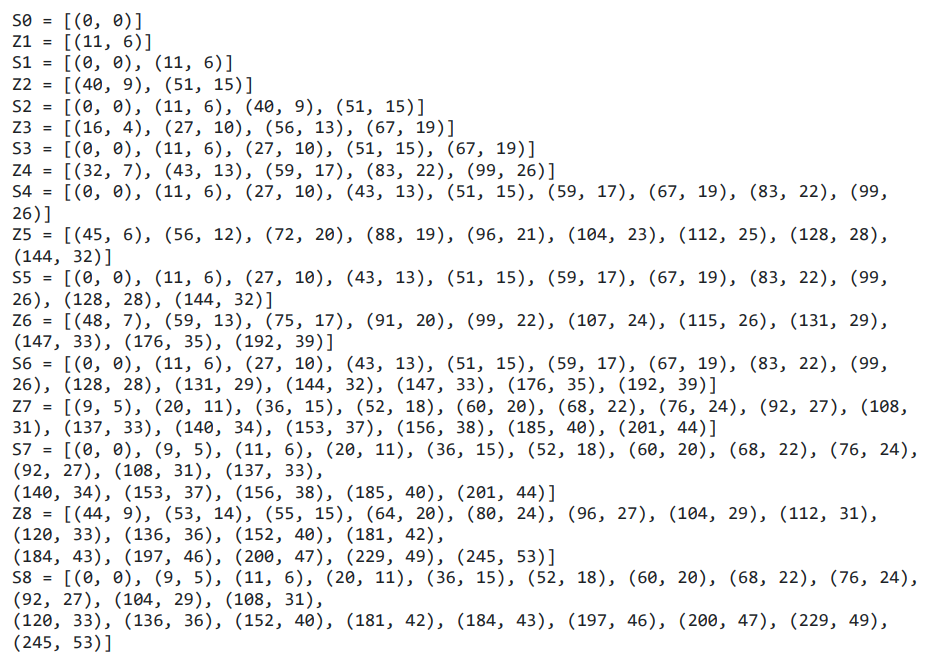 S0 = [(0, 0)]
Z1 = [(11, 6)]
S1 = [(0, 0), (11, 6)]
Z2 = [(40, 9), (51, 15)]
S2 = [(0, 0), (11, 6), (40, 9), (51, 15)]
Z3 = [(16, 4), (27, 10), (56, 13), (67, 19)]
S3 = [(0, 0), (11, 6), (27, 10), (51, 15), (67, 19)]
Z4 = [(32, 7), (43, 13), (59, 17), (83, 22), (99, 26)]
S4 = [(0, 0), (11, 6), (27, 10), (43, 13), (51, 15), (59, 17), (67, 19), (83, 22), (99,
26)]
Z5 = [(45, 6), (56, 12), (72, 20), (88, 19), (96, 21), (104, 23), (112, 25), (128, 28),
(144, 32)]
S5 = [(0, 0), (11, 6), (27, 10), (43, 13), (51, 15), (59, 17), (67, 19), (83, 22), (99,
26), (128, 28), (144, 32)]
Z6 = [(48, 7), (59, 13), (75, 17), (91, 20), (99, 22), (107, 24), (115, 26), (131, 29),
(147, 33), (176, 35), (192, 39)]
S6 = [(0, 0), (11, 6), (27, 10), (43, 13), (51, 15), (59, 17), (67, 19), (83, 22), (99,
26), (128, 28), (131, 29), (144, 32), (147, 33), (176, 35), (192, 39)]
Z7 = [(9, 5), (20, 11), (36, 15), (52, 18), (60, 20), (68, 22), (76, 24), (92, 27), (108,
31), (137, 33), (140, 34), (153, 37), (156, 38), (185, 40), (201, 44)]
S7 = [(0, 0), (9, 5), (11, 6), (20, 11), (36, 15), (52, 18), (60, 20), (68, 22), (76, 24),
(92, 27), (108, 31), (137, 33),
(140, 34), (153, 37), (156, 38), (185, 40), (201, 44)]
Z8 = [(44, 9), (53, 14), (55, 15), (64, 20), (80, 24), (96, 27), (104, 29), (112, 31),
(120, 33), (136, 36), (152, 40), (181, 42),
(184, 43), (197, 46), (200, 47), (229, 49), (245, 53)]
S8 = [(0, 0), (9, 5), (11, 6), (20, 11), (36, 15), (52, 18), (60, 20), (68, 22), (76, 24),
(92, 27), (104, 29), (108, 31),
(120, 33), (136, 36), (152, 40), (181, 42), (184, 43), (197, 46), (200, 47), (229, 49),
(245, 53)]